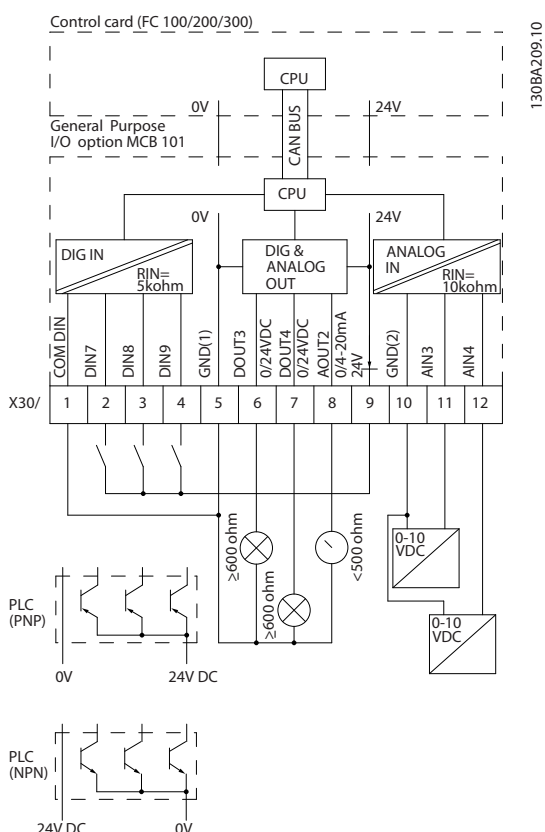 Control card (FC 100/200/300)
130BA209.10
CPU
0V
24V
CAN BUS
General Purpose
I/O option MCB 101
CPU
0V
24V
DIG IN
RIN=
5kohm
DIG &
ANALOG
OUT
ANALOG
IN
RIN=
10kohm
COM DIN
DIN7
DIN8
DIN9
GND(1)
DOUT3
0/24VDC
DOUT4
0/24VDC
AOUT2
0/4-20mA
24V
GND(2)
AIN3
AIN4
X30/ 1 2 3 4 5 6 7 8 9 10 11 12
≥600 ohm
≥600 ohm
<500 ohm
0-10
VDC
0-10
VDC
PLC
(PNP)
0V
24V DC
PLC
(NPN)
24V DC
0V